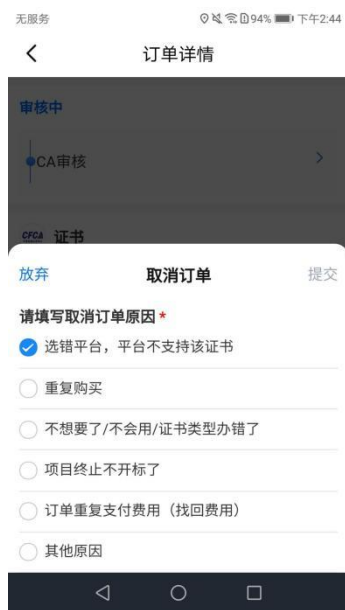 无服务 94% 下午2:44
订单详情
审核中
CA审核
CFCA 证书
放弃 取消订单 提交
请填写取消订单原因 *
选错平台，平台不支持该证书
重复购买
不想要了/不会用/证书类型办错了
项目终止不开标了
订单重复支付费用（找回费用）
其他原因